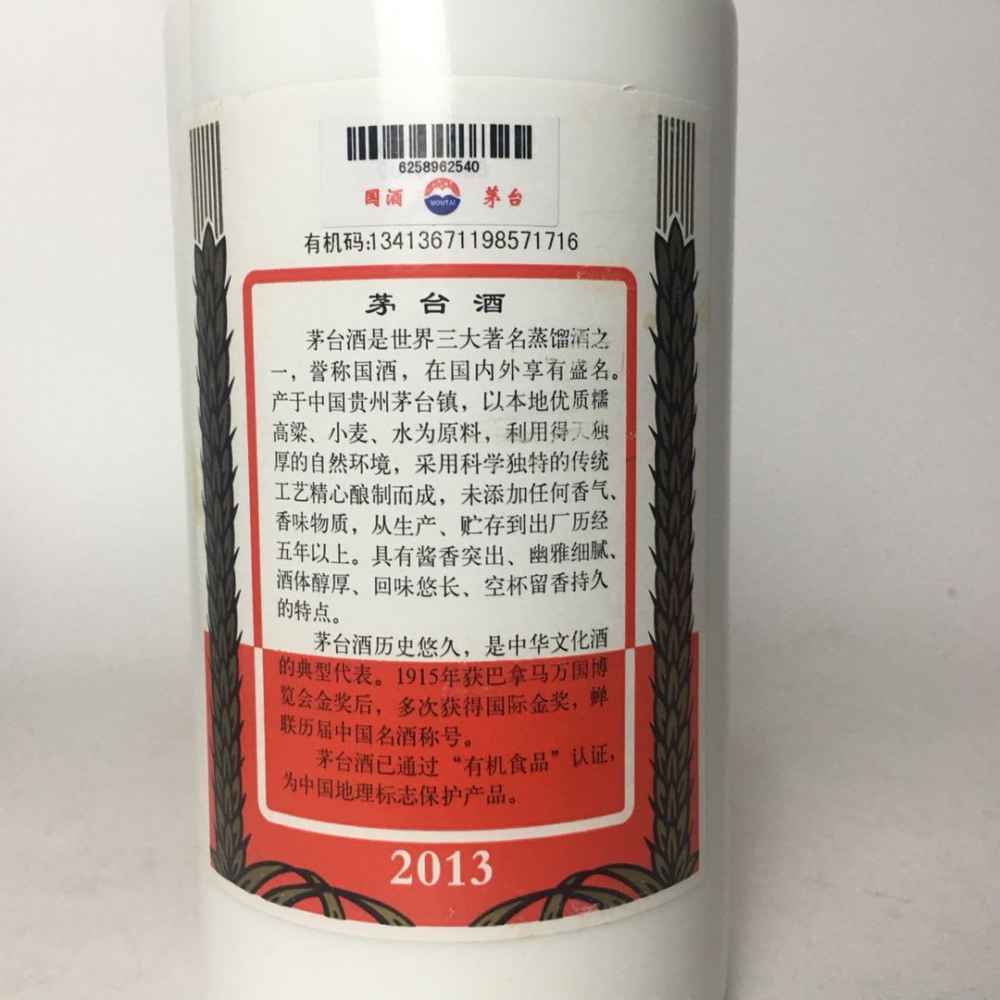 6258962540
国酒 MOUTAI 茅台
有机码:13413671198571716
茅台酒
茅台酒是世界三大著名蒸馏酒之
一，誉称国酒，在国内外享有盛名。
产于中国贵州茅台镇，以本地优质糯
高粱、小麦、水为原料，利用得天独
厚的自然环境，采用科学独特的传统
工艺精心酿制而成，未添加任何香气、
香味物质，从生产、贮存到出厂历经
五年以上。具有酱香突出、幽雅细腻、
酒体醇厚、回味悠长、空杯留香持久
的特点。
茅台酒历史悠久，是中华文化酒
的典型代表。1915年获巴拿马万国博
览会金奖后，多次获得国际金奖，蝉
联历届中国名酒称号。
茅台酒已通过“有机食品”认证，
为中国地理标志保护产品。
2013